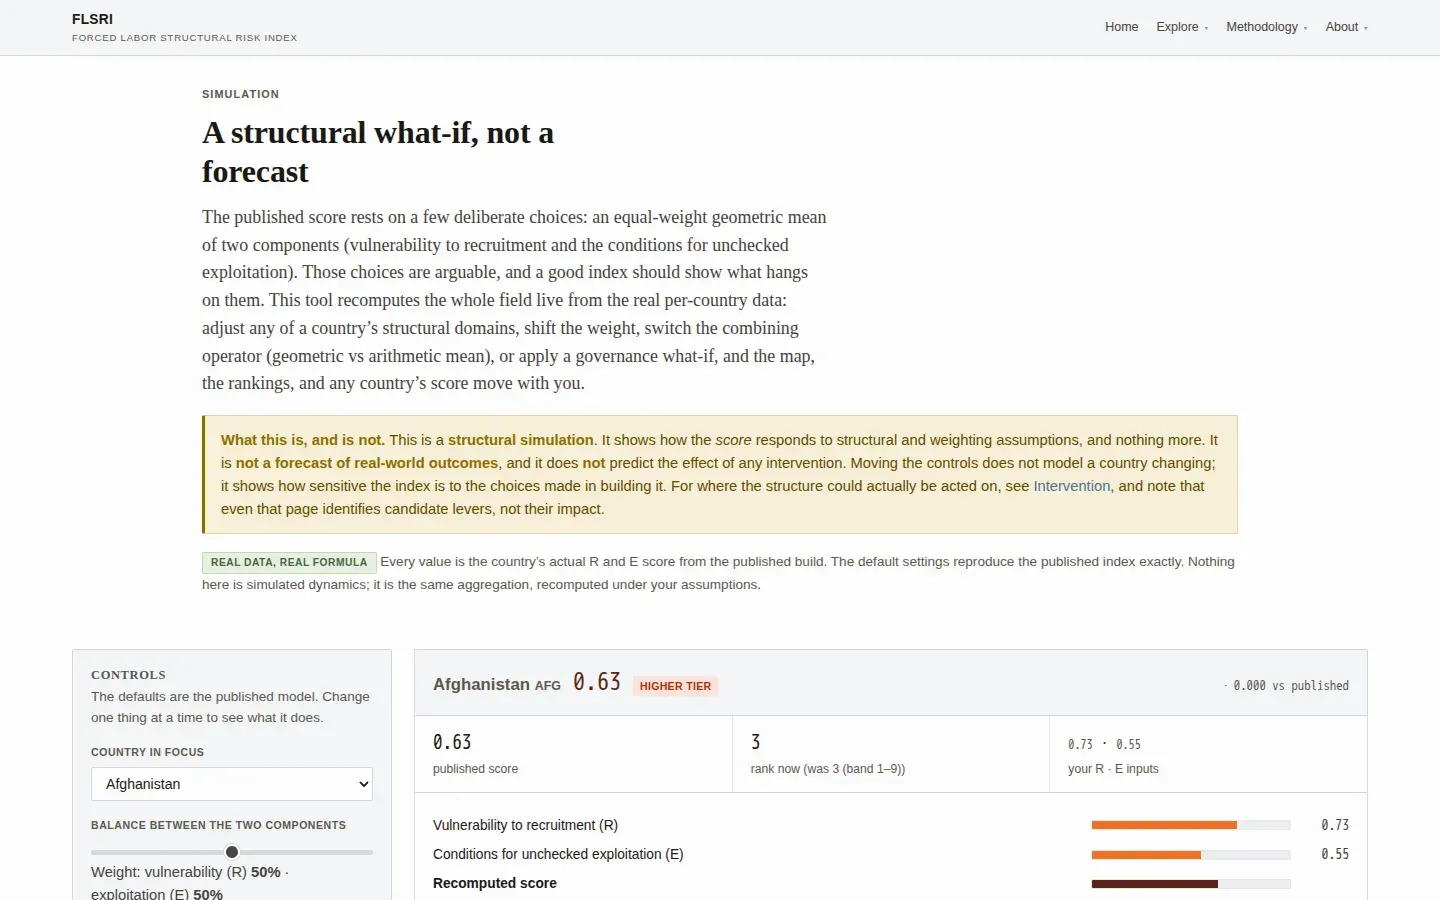 FLSRI
FORCED LABOR STRUCTURAL RISK INDEX
Home Explore Methodology About
SIMULATION
A structural what-if, not a
forecast
The published score rests on a few deliberate choices: an equal-weight geometric mean
of two components (vulnerability to recruitment and the conditions for unchecked
exploitation). Those choices are arguable, and a good index should show what hangs
on them. This tool recomputes the whole field live from the real per-country data:
adjust any of a country’s structural domains, shift the weight, switch the combining
operator (geometric vs arithmetic mean), or apply a governance what-if, and the map,
the rankings, and any country’s score move with you.
What this is, and is not. This is a structural simulation. It shows how the score responds to structural and weighting assumptions, and nothing more. It
is not a forecast of real-world outcomes, and it does not predict the effect of any intervention. Moving the controls does not model a country changing;
it shows how sensitive the index is to the choices made in building it. For where the structure could actually be acted on, see Intervention, and note that
even that page identifies candidate levers, not their impact.
REAL DATA, REAL FORMULA Every value is the country’s actual R and E score from the published build. The default settings reproduce the published index exactly. Nothing
here is simulated dynamics; it is the same aggregation, recomputed under your assumptions.
CONTROLS
The defaults are the published model. Change
one thing at a time to see what it does.
COUNTRY IN FOCUS
Afghanistan
BALANCE BETWEEN THE TWO COMPONENTS
Weight: vulnerability (R) 50% ·
exploitation (E) 50%
Afghanistan AFG 0.63 HIGHER TIER
· 0.000 vs published
0.63
published score
3
rank now (was 3 (band 1–9))
0.73 · 0.55
your R · E inputs
Vulnerability to recruitment (R) 0.73
Conditions for unchecked exploitation (E) 0.55
Recomputed score